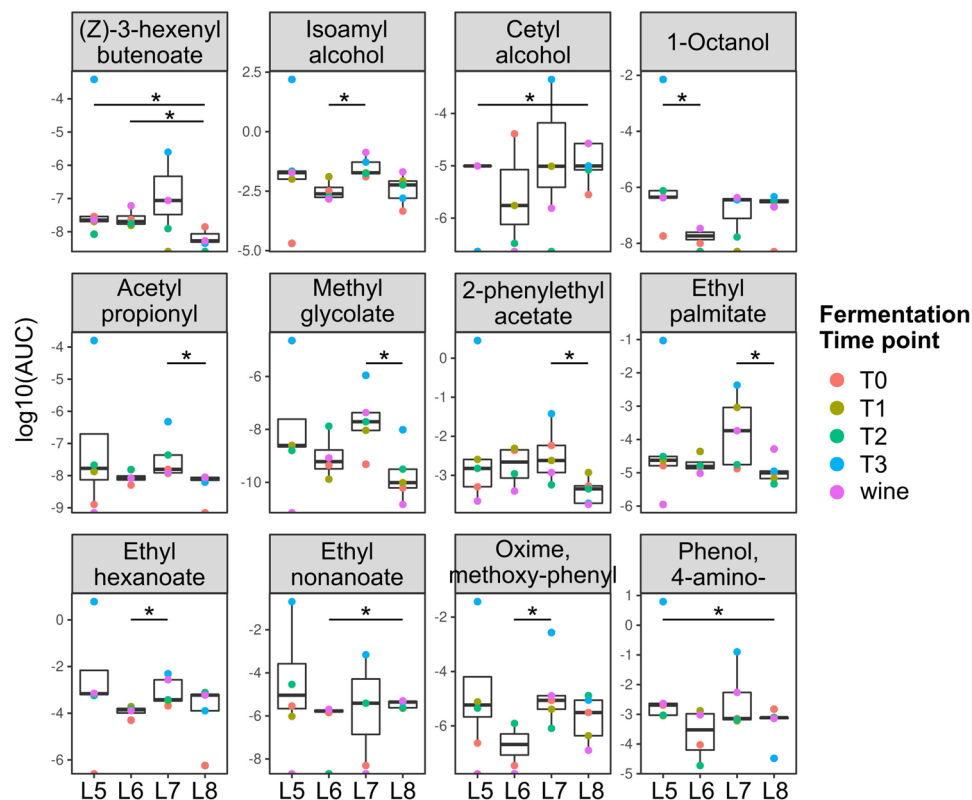 (Z)-3-hexenyl
butenoate
Isoamyl
alcohol
Cetyl
alcohol
1-Octanol
-4
-7
-8
*
*
2.5
0.0
-2.5
-5.0
*
-4
-5
-6
*
-2
-4
-6
-8
*
Acetyl
propionyl
Methyl
glycolate
2-phenylethyl
acetate
Ethyl
palmitate
log10(AUC)
-4
-5
-6
-7
-8
-9
*
-6
-8
-10
*
0
-2
-3
-4
*
-1
-2
-3
-4
-5
-6
*
Fermentation
Time point
T0
T1
T2
T3
wine
Ethyl
hexanoate
Ethyl
nonanoate
Oxime,
methoxy-phenyl
Phenol,
4-amino-
0
-2
-4
-6
*
-2
-4
-6
-8
*
-2
-4
-6
*
1
0
-1
-2
-3
-4
-5
*
L5 L6 L7 L8
L5 L6 L7 L8
L5 L6 L7 L8
L5 L6 L7 L8